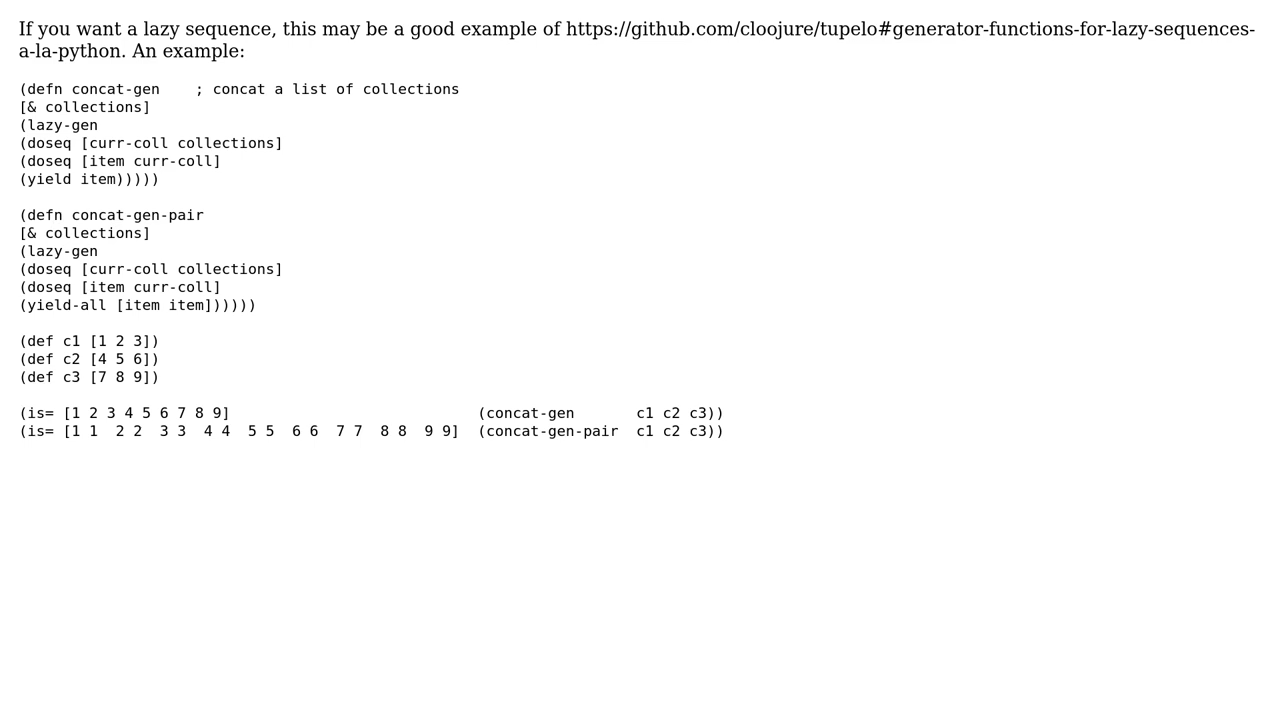 If you want a lazy sequence, this may be a good example of https://github.com/cloojure/tupelo#generator-functions-for-lazy-sequences-
a-la-python. An example:
(defn concat-gen    ; concat a list of collections
[& collections]
(lazy-gen
(doseq [curr-coll collections]
(doseq [item curr-coll]
(yield item)))))
(defn concat-gen-pair
[& collections]
(lazy-gen
(doseq [curr-coll collections]
(doseq [item curr-coll]
(yield-all [item item])))))
(def c1 [1 2 3])
(def c2 [4 5 6])
(def c3 [7 8 9])
(is= [1 2 3 4 5 6 7 8 9]                            (concat-gen       c1 c2 c3))
(is= [1 1  2 2  3 3  4 4  5 5  6 6  7 7  8 8  9 9]  (concat-gen-pair  c1 c2 c3))